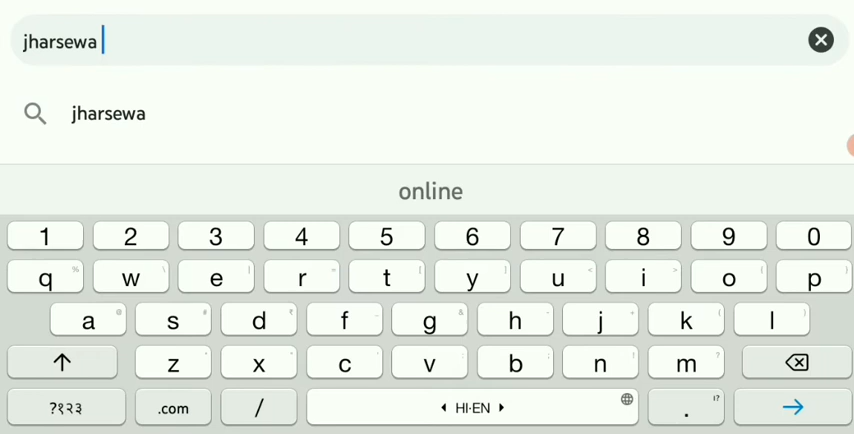 jharsewa
jharsewa
online
1 2 3 4 5 6 7 8 9 0
q w e r t y u i o p
a s d f g h j k l
z x c v b n m
?१२३ .com / HI·EN .